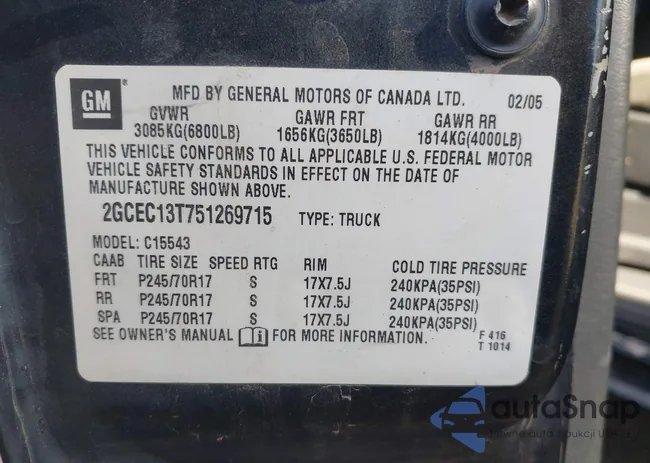 GM ®
MFD BY GENERAL MOTORS OF CANADA LTD. 02/05
GVWR GAWR FRT GAWR RR
3085KG(6800LB) 1656KG(3650LB) 1814KG(4000LB)
THIS VEHICLE CONFORMS TO ALL APPLICABLE U.S. FEDERAL MOTOR
VEHICLE SAFETY STANDARDS IN EFFECT ON THE DATE OF
MANUFACTURE SHOWN ABOVE.
2GCEC13T751269715 TYPE: TRUCK
MODEL: C15543
CAAB TIRE SIZE SPEED RTG RIM COLD TIRE PRESSURE
FRT P245/70R17 S 17X7.5J 240KPA(35PSI)
RR P245/70R17 S 17X7.5J 240KPA(35PSI)
SPA P245/70R17 S 17X7.5J 240KPA(35PSI)
SEE OWNER'S MANUAL FOR MORE INFORMATION. F 416
T 1014
autaSnap